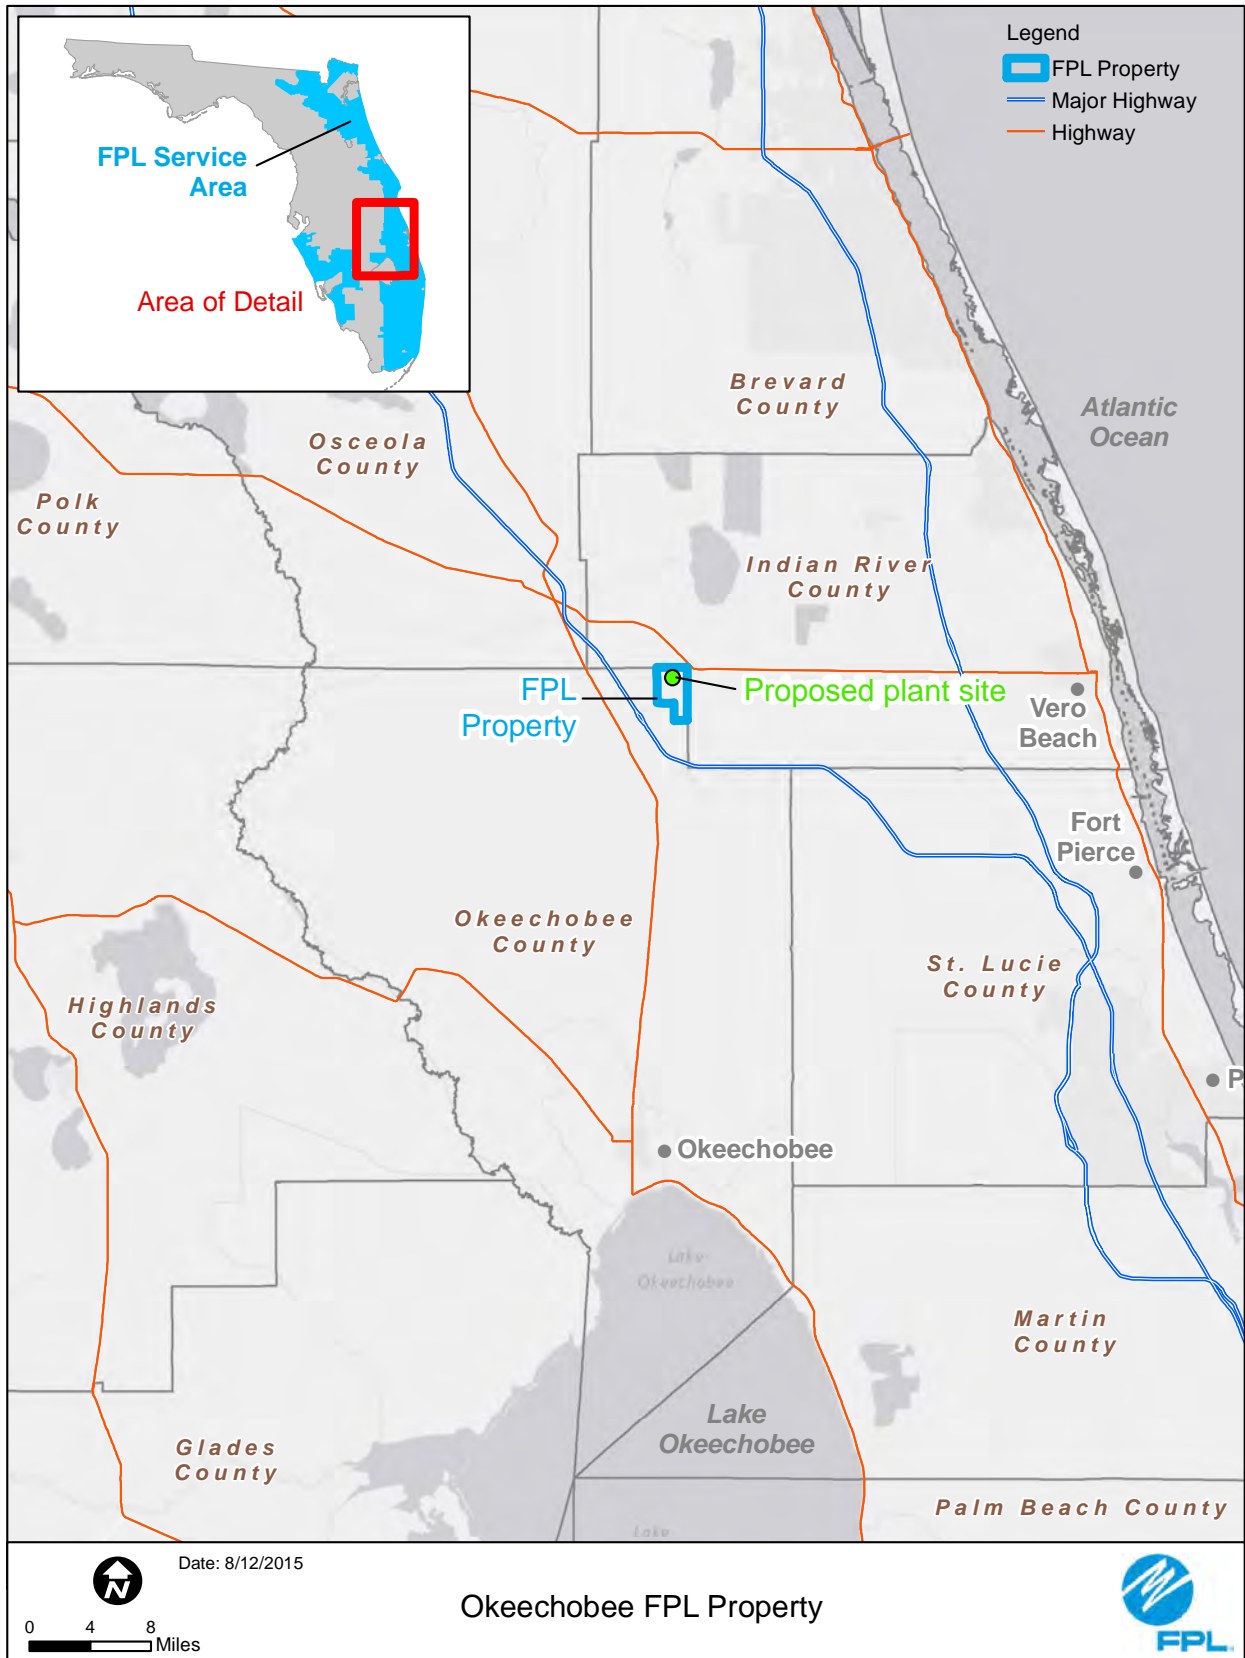 Legend
FPL Property
Major Highway
Highway
FPL Service
Area
Area of Detail
Brevard
County
Atlantic
Ocean
Osceola
County
Polk
County
Indian River
County
FPL
Property
Proposed plant site
Vero
Beach
Fort
Pierce
Okeechobee
County
St. Lucie
County
Highlands
County
P
Okeechobee
Lake
Okeechobee
Martin
County
Lake
Okeechobee
Glades
County
Palm Beach County
Lake
N
Date: 8/12/2015
Okeechobee FPL Property
0 4 8
Miles
FPL